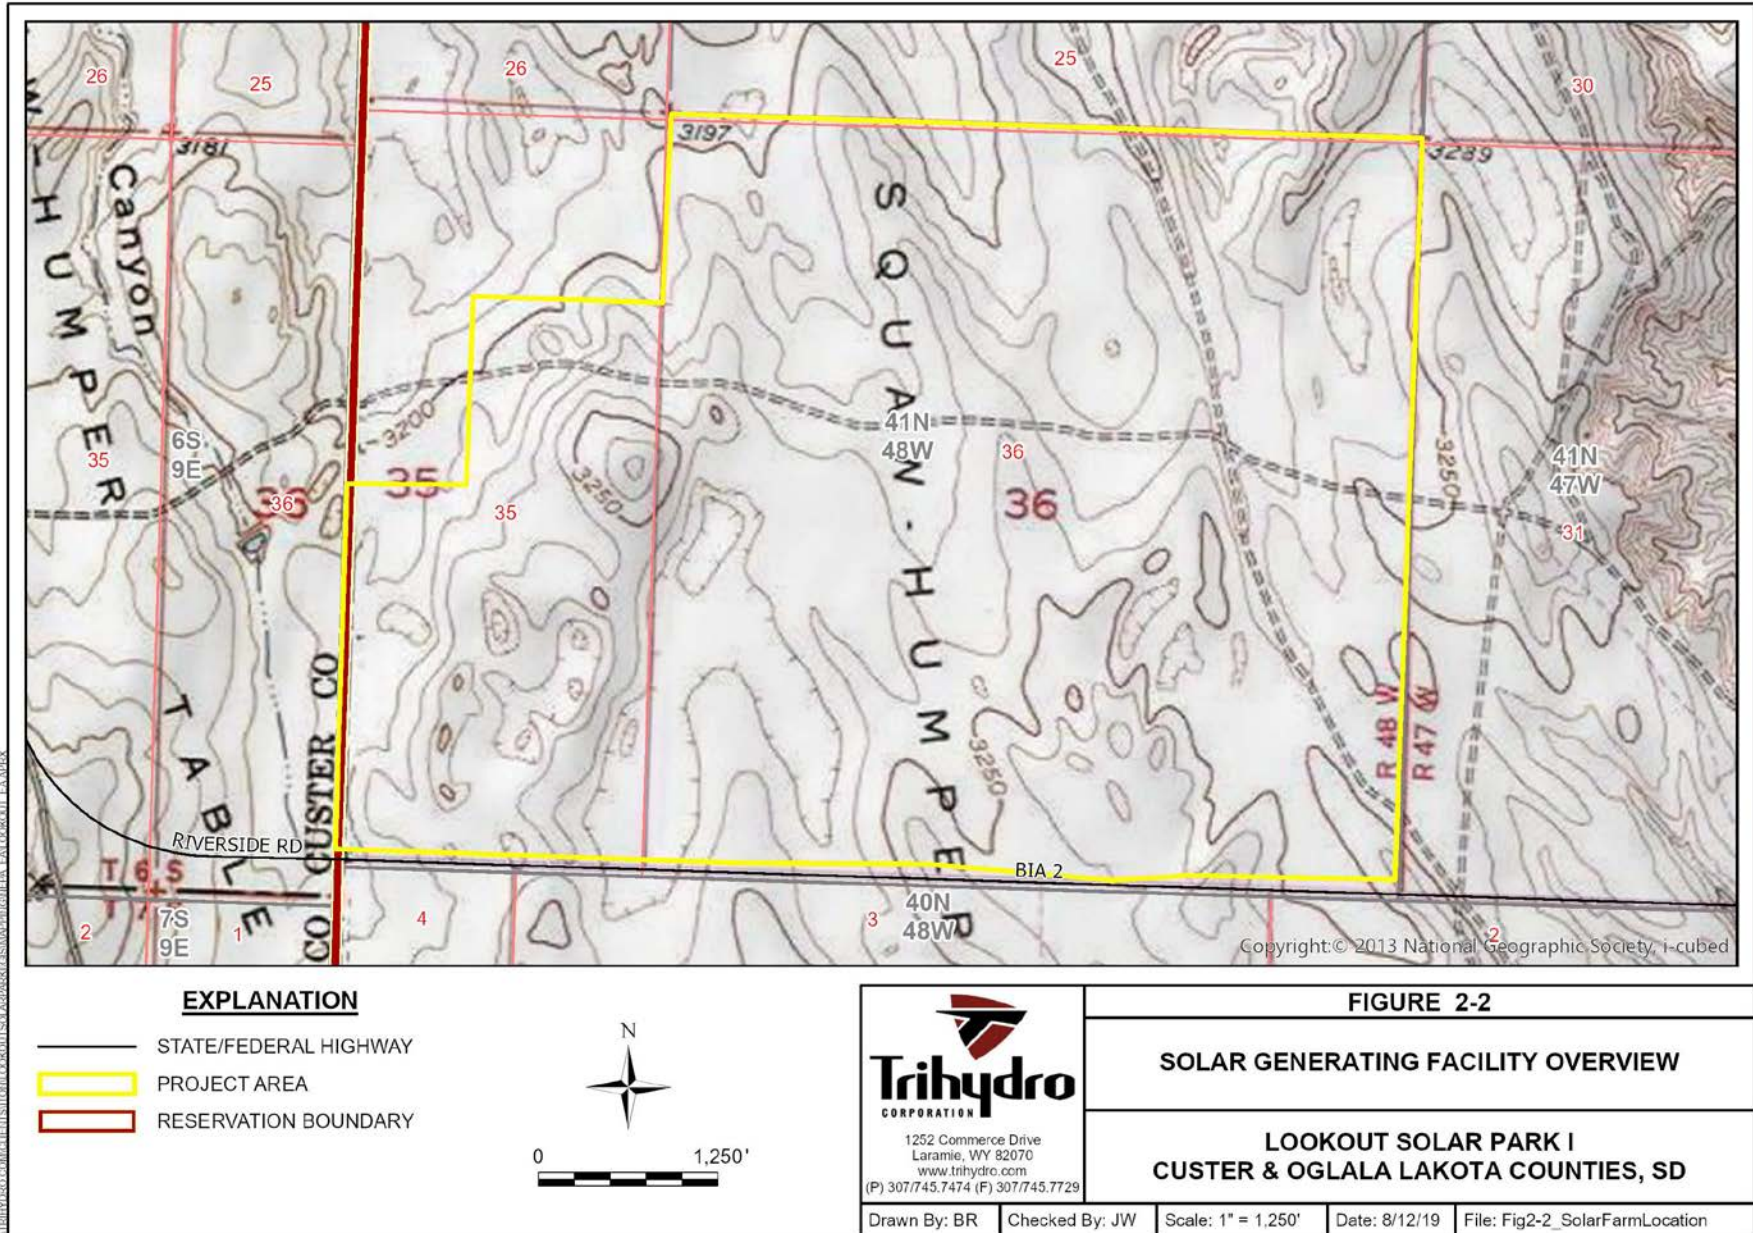 26
25
26
25
30
3181
3197
3289
Canyon
W-HUMPER
TABLE
SQUAW-HUMPER
6S
9E
35
36
36
3200
35
35
3250
41N
48W
36
36
3250
41N
47W
31
R 48 W
R 47 W
3250
CO CUSTER CO
RIVERSIDE RD
BIA 2
T 6 S
7S
9E
2
1
4
3
40N
48W
2
Copyright:© 2013 National Geographic Society, i-cubed
EXPLANATION
STATE/FEDERAL HIGHWAY
PROJECT AREA
RESERVATION BOUNDARY
N
0 1,250'
Trihydro
CORPORATION
1252 Commerce Drive
Laramie, WY 82070
www.trihydro.com
(P) 307/745.7474 (F) 307/745.7729
FIGURE 2-2
SOLAR GENERATING FACILITY OVERVIEW
LOOKOUT SOLAR PARK I
CUSTER & OGLALA LAKOTA COUNTIES, SD
Drawn By: BR
Checked By: JW
Scale: 1" = 1,250'
Date: 8/12/19
File: Fig2-2_SolarFarmLocation